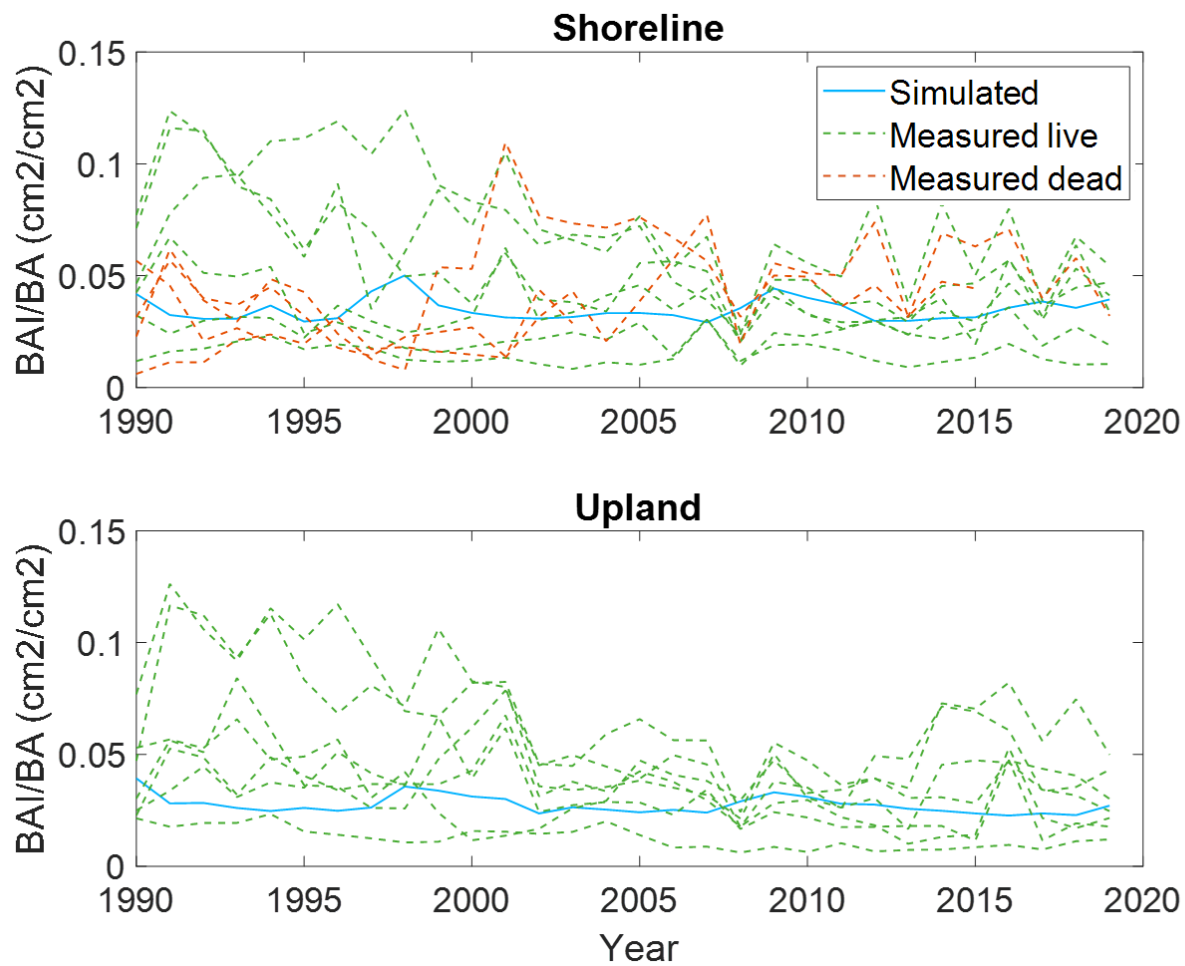 Shoreline
BAI/BA (cm2/cm2)
0.15
0.1
0.05
0
Simulated
Measured live
Measured dead
1990 1995 2000 2005 2010 2015 2020
Upland
BAI/BA (cm2/cm2)
0.15
0.1
0.05
0
1990 1995 2000 2005 2010 2015 2020
Year